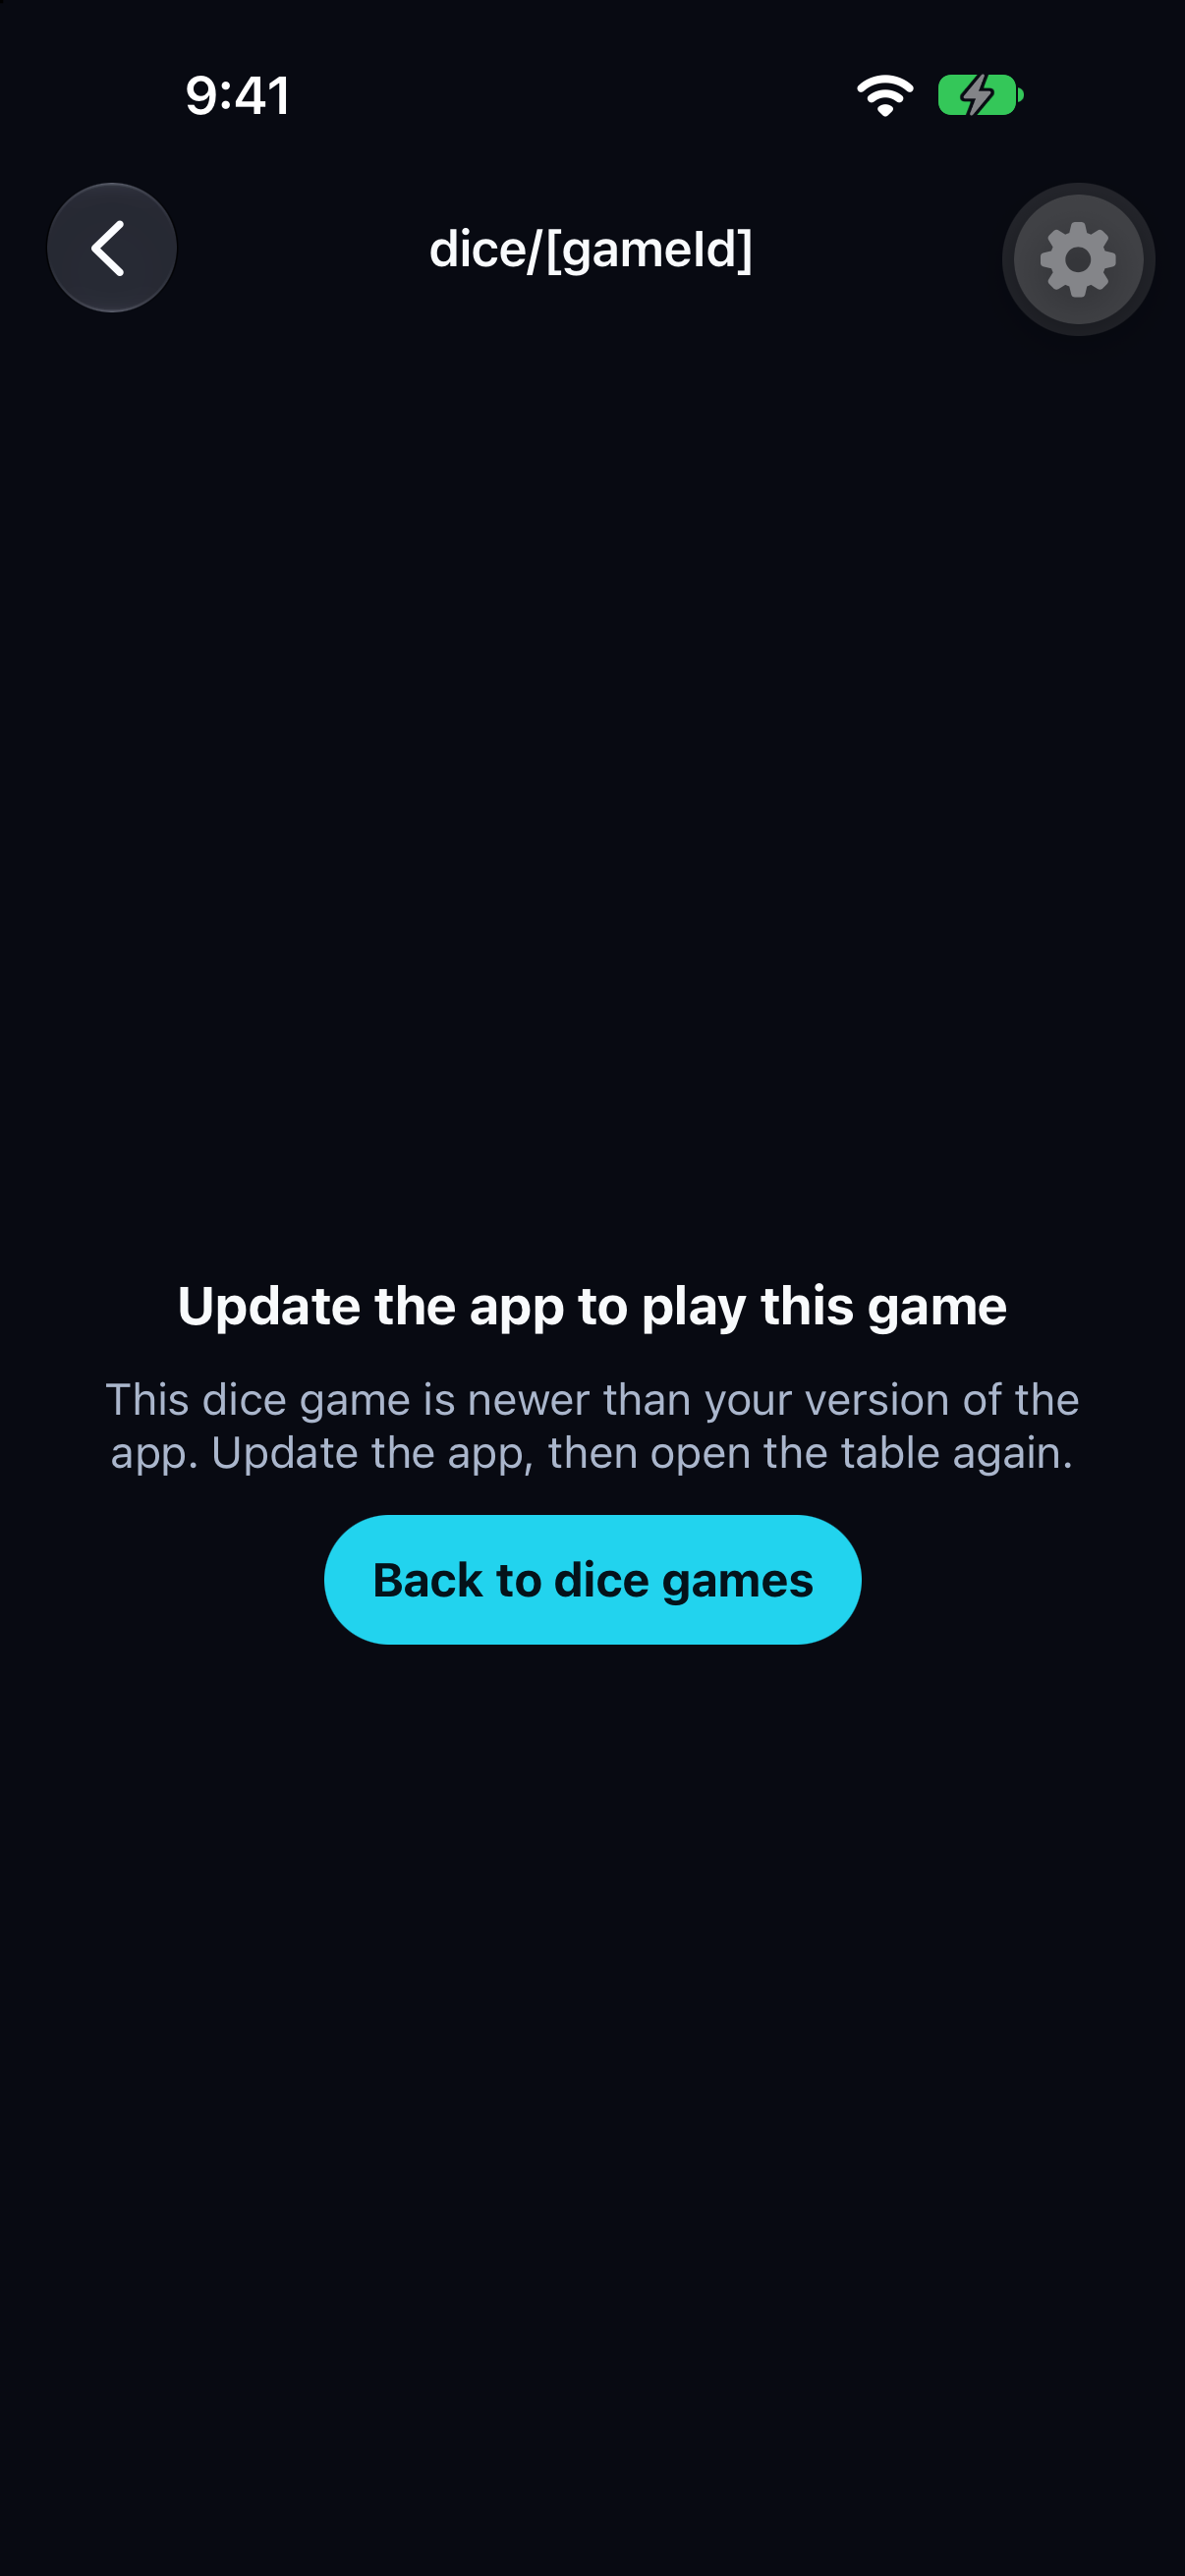 9:41
dice/[gameId]
Update the app to play this game
This dice game is newer than your version of the
app. Update the app, then open the table again.
Back to dice games